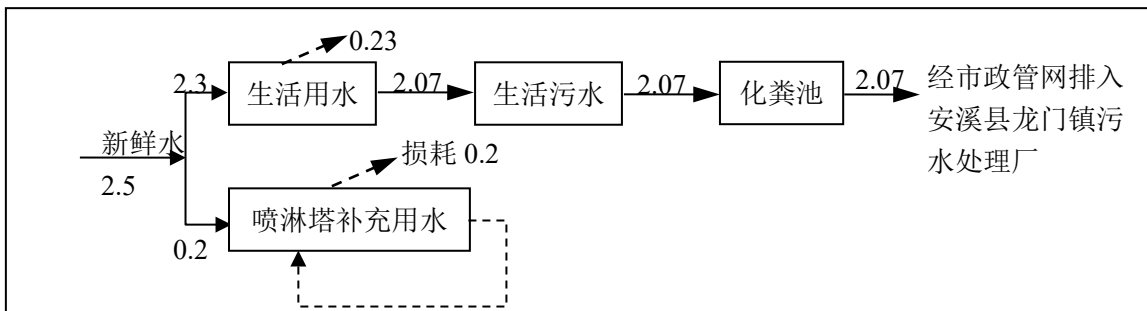 0.23
2.3
生活用水
2.07
生活污水
2.07
化粪池
2.07
经市政管网排入
安溪县龙门镇污
水处理厂
新鲜水
2.5
损耗 0.2
喷淋塔补充用水
0.2